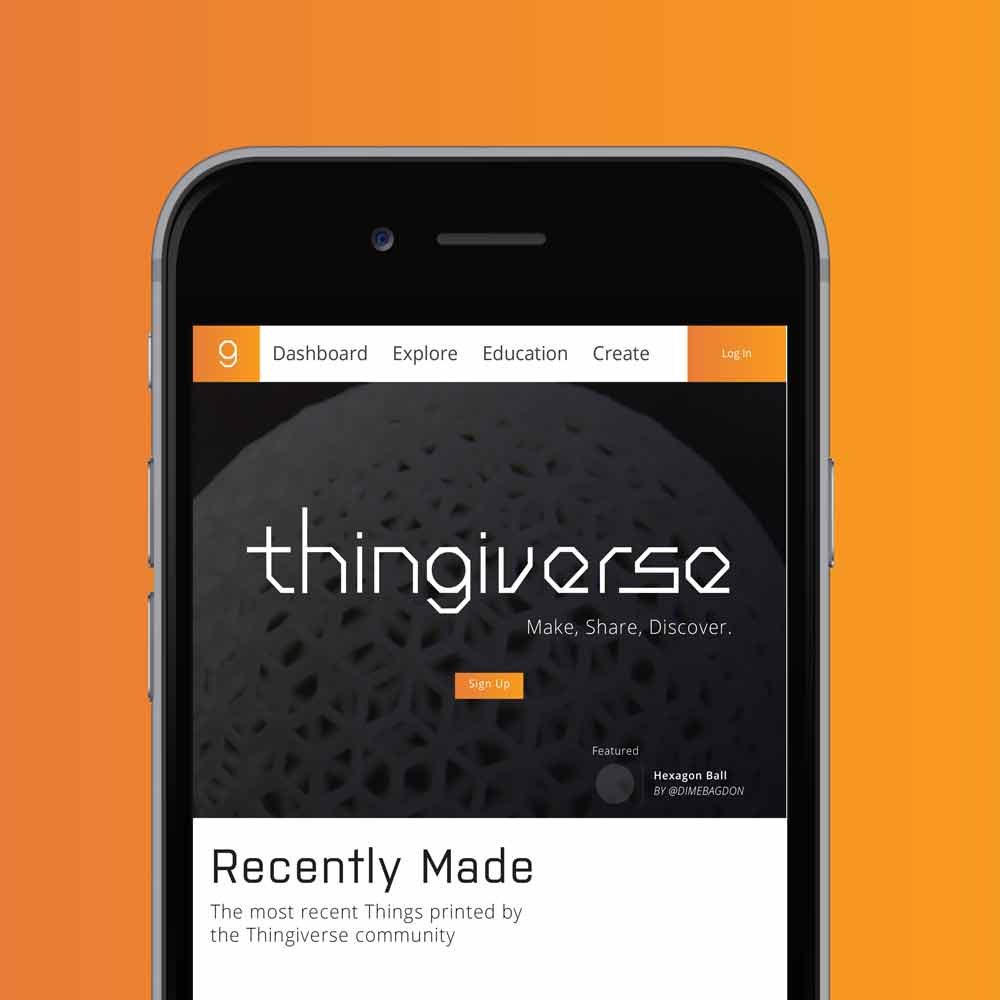 g
Dashboard Explore Education Create Log In
thingiverse
Make, Share, Discover.
Sign Up
Featured
Hexagon Ball
BY @DIMEBAGDON
Recently Made
The most recent Things printed by
the Thingiverse community